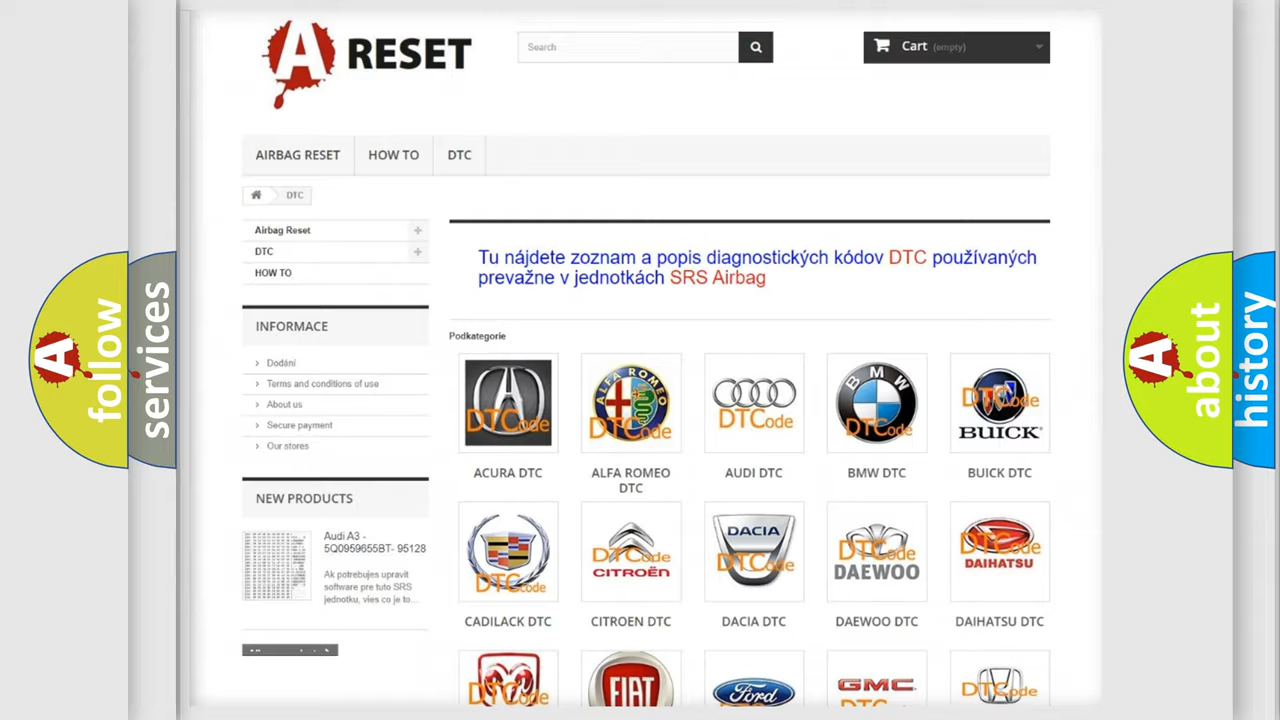 A RESET
Search
Cart (empty)
AIRBAG RESET
HOW TO
DTC
DTC
Airbag Reset
DTC
HOW TO
INFORMACE
Dodání
Terms and conditions of use
About us
Secure payment
Our stores
NEW PRODUCTS
Audi A3 -
5Q0959655BT- 95128
Ak potrebujes upravit
software pre tuto SRS
jednotku, vies co je to...
Tu nájdete zoznam a popis diagnostických kódov DTC používaných
prevažne v jednotkách SRS Airbag
Podkategorie
DTCode
ALFA ROMEO
DTCode
DTCode
BMW
DTCode
DTCode
BUICK
ACURA DTC
ALFA ROMEO
DTC
AUDI DTC
BMW DTC
BUICK DTC
DTCode
DTCode
CITROËN
DACIA
DTCode
DTCode
DAEWOO
DTCode
DAIHATSU
CADILACK DTC
CITROEN DTC
DACIA DTC
DAEWOO DTC
DAIHATSU DTC
DTCode
FIAT
Ford
GMC
DTCode
A follow
services
A about
history